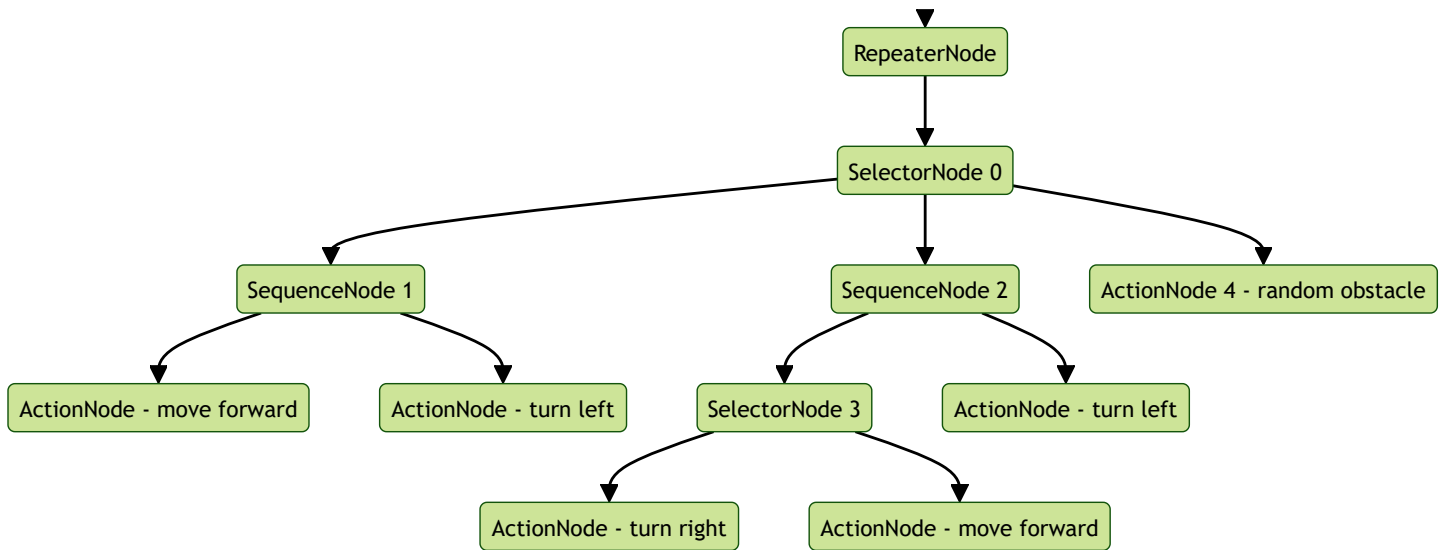 RepeaterNode
SelectorNode 0
SequenceNode 1
SequenceNode 2
ActionNode 4 - random obstacle
ActionNode - move forward
ActionNode - turn left
SelectorNode 3
ActionNode - turn left
ActionNode - turn right
ActionNode - move forward